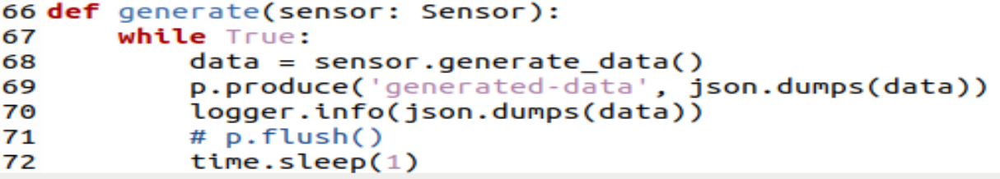 66 def generate(sensor: Sensor):
67     while True:
68         data = sensor.generate_data()
69         p.produce('generated-data', json.dumps(data))
70         logger.info(json.dumps(data))
71         # p.flush()
72         time.sleep(1)